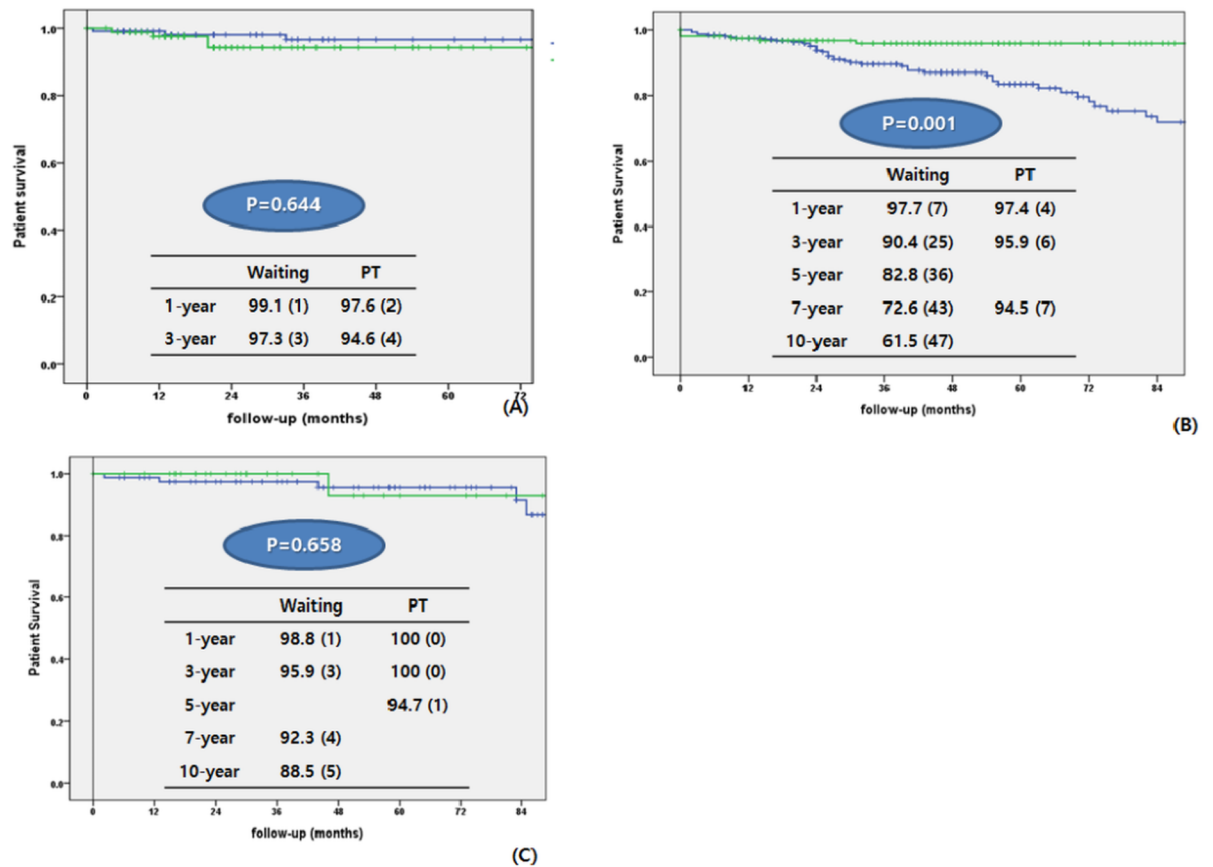 Patient survival
1.0
0.8
0.6
0.4
0.2
0.0
P=0.644
Waiting PT
1-year 99.1 (1) 97.6 (2)
3-year 97.3 (3) 94.6 (4)
0 12 24 36 48 60 72
follow-up (months)
(A)
Patient Survival
1.0
0.8
0.6
0.4
0.2
0.0
P=0.001
Waiting PT
1-year 97.7 (7) 97.4 (4)
3-year 90.4 (25) 95.9 (6)
5-year 82.8 (36)
7-year 72.6 (43) 94.5 (7)
10-year 61.5 (47)
0 12 24 36 48 60 72 84
follow-up (months)
(B)
Patient Survival
1.0
0.8
0.6
0.4
0.2
0.0
P=0.658
Waiting PT
1-year 98.8 (1) 100 (0)
3-year 95.9 (3) 100 (0)
5-year 94.7 (1)
7-year 92.3 (4)
10-year 88.5 (5)
0 12 24 36 48 60 72 84
follow-up (months)
(C)